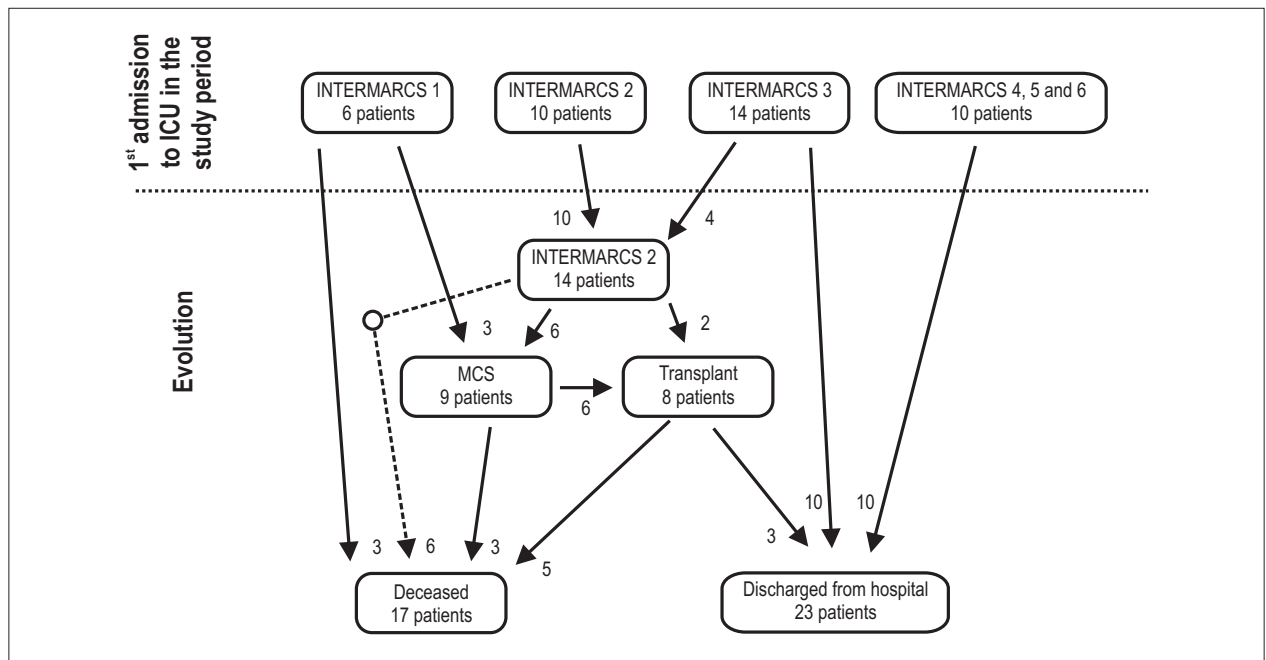 1st admission
to ICU in the
study period
INTERMARCS 1
6 patients
INTERMARCS 2
10 patients
INTERMARCS 3
14 patients
INTERMARCS 4, 5 and 6
10 patients
Evolution
10
4
INTERMARCS 2
14 patients
3
6
2
MCS
9 patients
6
Transplant
8 patients
3
6
3
5
3
10
10
Deceased
17 patients
Discharged from hospital
23 patients